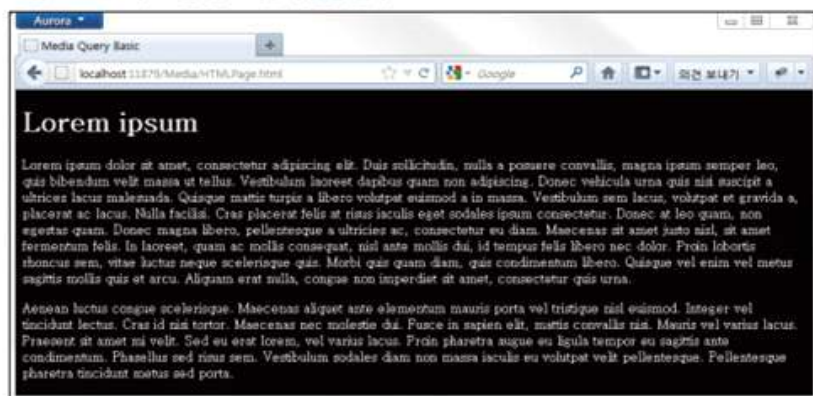 Aurora
Media Query Basic
localhost:11879/Media/HTMLPage.html
Google
의견 보내기
Lorem ipsum
Lorem ipsum dolor sit amet, consectetur adipiscing elit. Duis sollicitudin, nulla a posuere convallis, magna ipsum semper leo,
quis bibendum velit massa ut tellus. Vestibulum laoreet dapibus quam non adipiscing. Donec vehicula urna quis nisi suscipit a
ultrices lacus malesuada. Quisque mattis turpis a libero volutpat euismod a in massa. Vestibulum sem lacus, volutpat et gravida a,
placerat ac lacus. Nulla facilisi. Cras placerat felis at risus iaculis eget sodales ipsum consectetur. Donec at leo quam, non
egestas quam. Donec magna libero, pellentesque a ultricies ac, consectetur eu diam. Maecenas sit amet justo nisl, sit amet
fermentum felis. In laoreet, quam ac mollis consequat, nisl ante mollis dui, id tempus felis libero nec dolor. Proin lobortis
rhoncus sem, vitae luctus neque scelerisque quis. Morbi quis quam diam, quis condimentum libero. Quisque vel enim vel metus
sagittis mollis quis et arcu. Aliquam erat nulla, congue non imperdiet sit amet, consectetur quis urna.
Aenean luctus congue scelerisque. Maecenas aliquet ante elementum mauris porta vel tristique nisl euismod. Integer vel
tincidunt lectus. Cras id nisi tortor. Maecenas nec molestie dui. Fusce in sapien elit, mattis convallis nisi. Mauris vel varius lacus.
Praesent sit amet mi velit. Sed eu erat lorem, vel varius lacus. Proin pharetra augue eu ligula tempor eu sagittis ante
condimentum. Phasellus sed risus sem. Vestibulum sodales diam non massa iaculis eu volutpat velit pellentesque. Pellentesque
pharetra tincidunt metus sed porta.